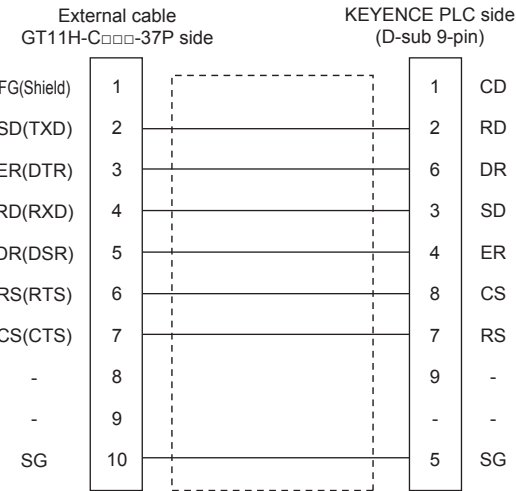 External cable
GT11H-C□□□-37P side
KEYENCE PLC side
(D-sub 9-pin)
FG(Shield) 1 1 CD
SD(TXD) 2 2 RD
ER(DTR) 3 6 DR
RD(RXD) 4 3 SD
DR(DSR) 5 4 ER
RS(RTS) 6 8 CS
CS(CTS) 7 7 RS
- 8 9 -
- 9 - -
SG 10 5 SG